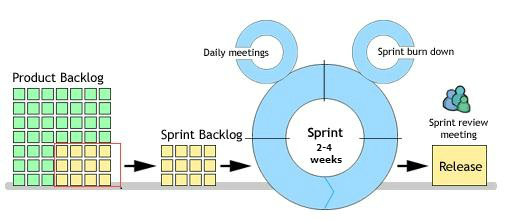 Daily meetings
Sprint burn down
Product Backlog
Sprint Backlog
Sprint
2-4
weeks
Sprint review
meeting
Release